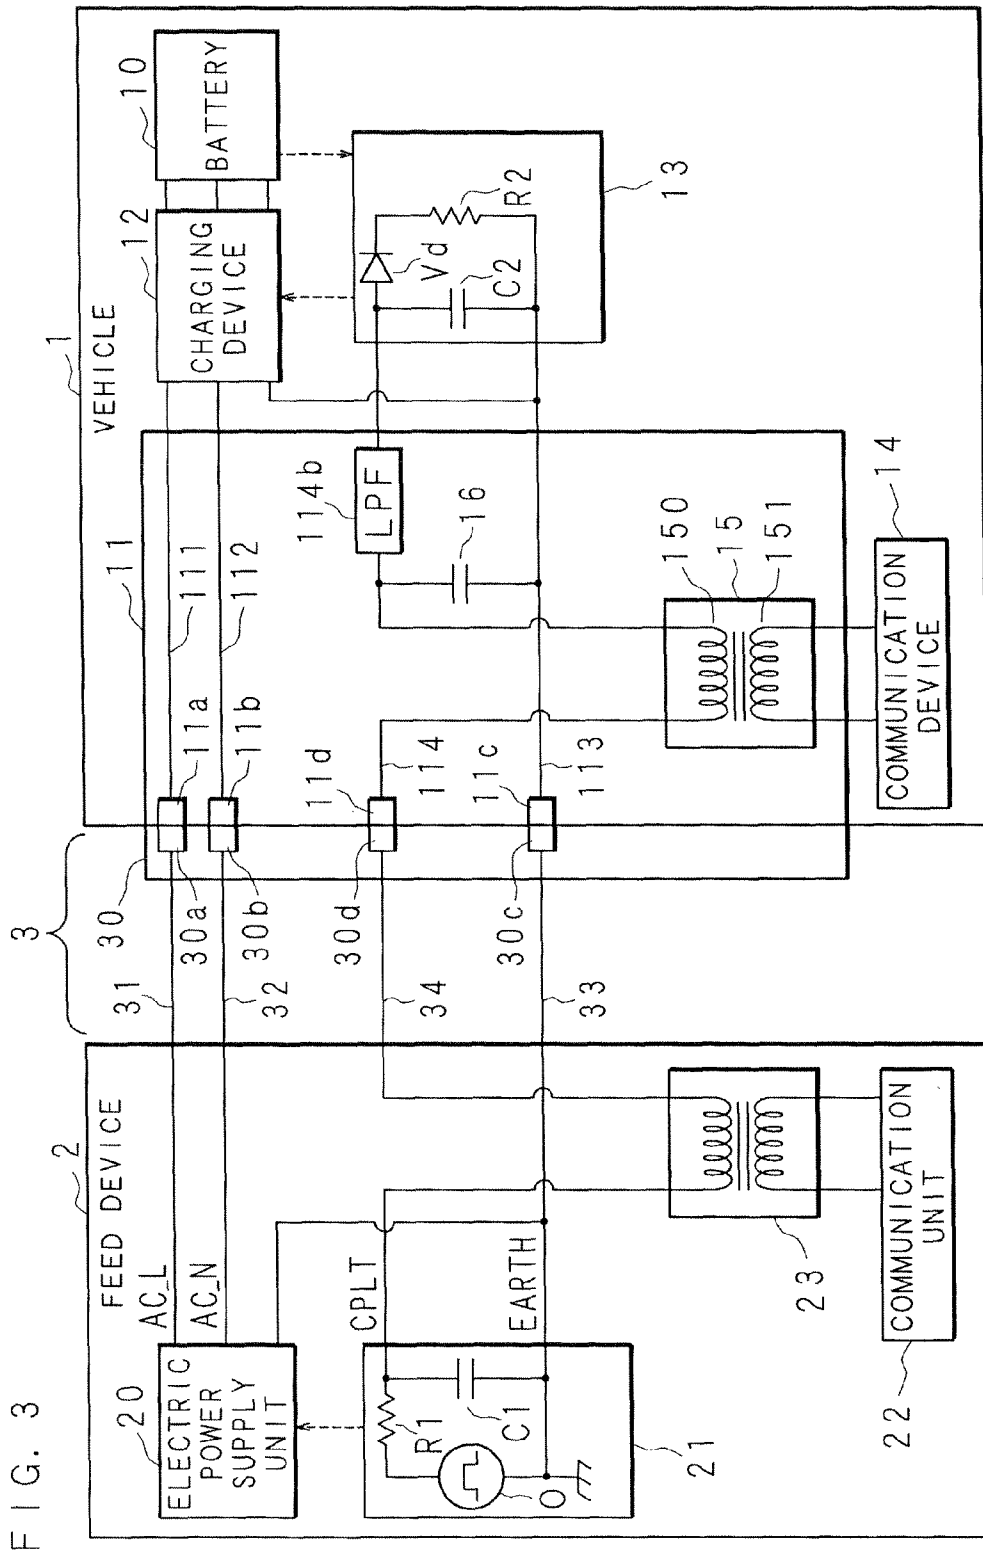 FIG. 3
3
1
VEHICLE
2
FEED DEVICE
20
ELECTRIC
POWER
SUPPLY
UNIT
AC_L
AC_N
31
32
30
30a
30b
11
11a
11b
111
112
12
CHARGING
DEVICE
10
BATTERY
CPLT
EARTH
R1
C1
O
21
34
33
30d
30c
11d
11c
114
113
114b
LPF
16
Vd
C2
R2
13
23
150
15
151
22
COMMUNICATION
UNIT
14
COMMUNICATION
DEVICE